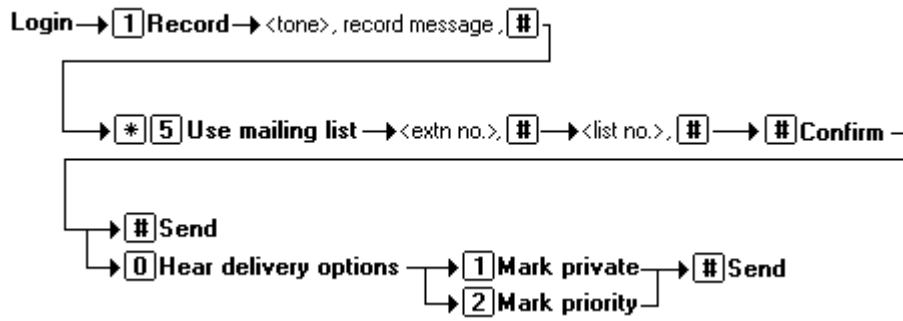 Login 1 Record <tone>, record message , #
* 5 Use mailing list <extn no.>, # <list no.>, # # Confirm
# Send
0 Hear delivery options 1 Mark private # Send
2 Mark priority